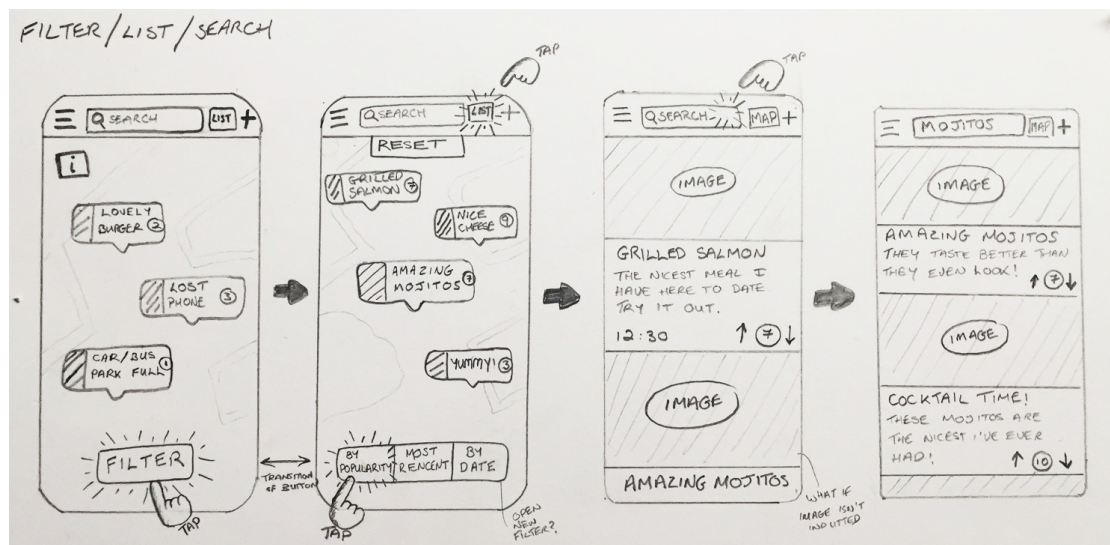 FILTER/LIST/SEARCH
SEARCH
LIST
+
i
LOVELY
BURGER 2
LOST
PHONE 3
CAR/BUS
PARK FULL 1
FILTER
TAP
TRANSITION
OF BUTTON
TAP
SEARCH
LIST
+
RESET
GRILLED
SALMON 7
NICE
CHEESE 9
AMAZING
MOJITOS 7
YUMMY! 3
BY
POPULARITY
MOST
RENCENT
BY
DATE
TAP
OPEN
NEW
FILTER?
TAP
SEARCH
MAP
+
IMAGE
GRILLED SALMON
THE NICEST MEAL I
HAVE HERE TO DATE
TRY IT OUT.
12:30
7
IMAGE
AMAZING MOJITOS
WHAT IF
IMAGE ISN'T
INPUTTED
MOJITOS
MAP
+
IMAGE
AMAZING MOJITOS
THEY TASTE BETTER THAN
THEY EVEN LOOK!
7
IMAGE
COCKTAIL TIME!
THESE MOJITOS ARE
THE NICEST I'VE EVER
HAD!
10